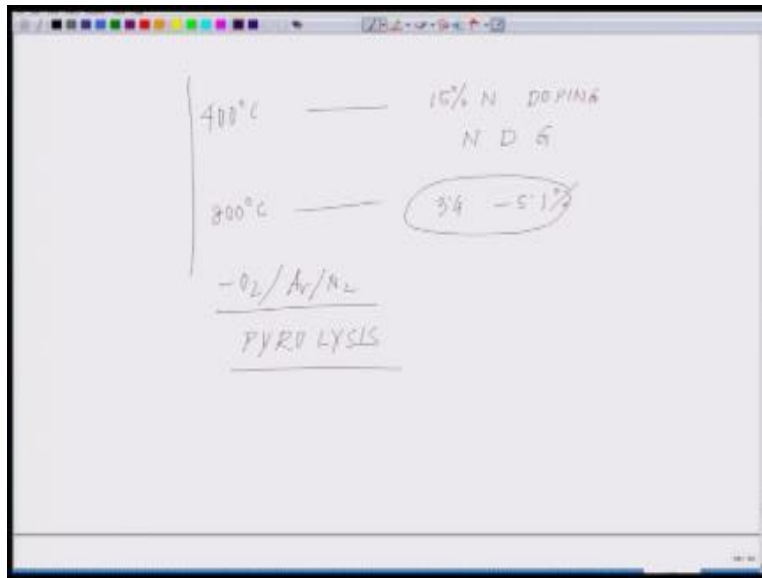 400°C —— 15% N DOPING
N D G
800°C —— 3.4 - 5.1%
-O2/Ar/N2
PYROLYSIS